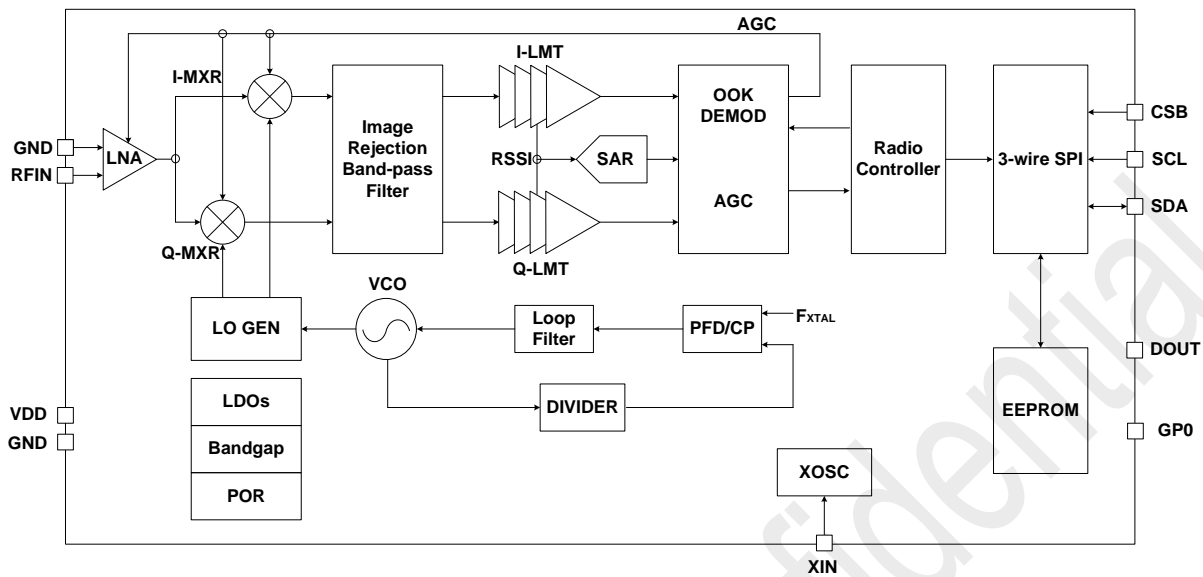 AGC
I-LMT
I-MXR
OOK
DEMOD
CSB
GND
LNA
Image
Rejection
Band-pass
Filter
RSSI
SAR
Radio
Controller
3-wire SPI
SCL
RFIN
AGC
SDA
Q-MXR
Q-LMT
VCO
LO GEN
Loop
Filter
PFD/CP
FXTAL
DOUT
LDOs
DIVIDER
EEPROM
VDD
GND
Bandgap
GP0
POR
XOSC
XIN
fidential